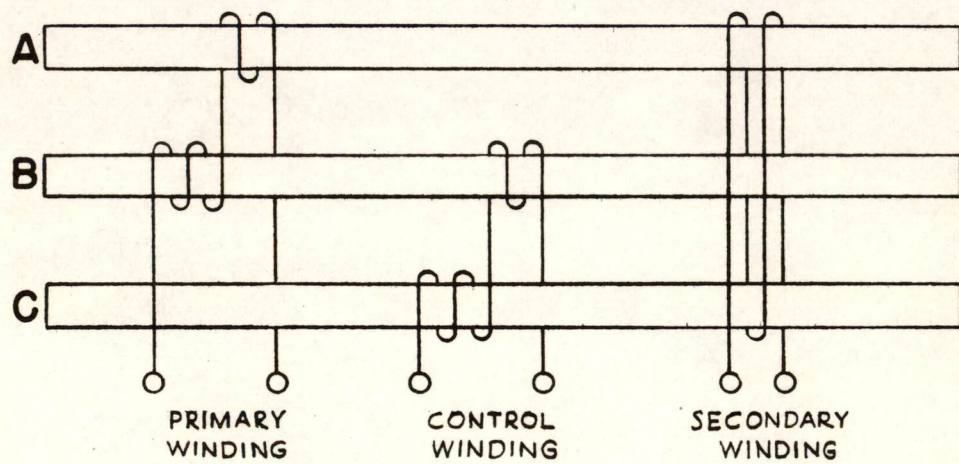 A
B
C
PRIMARY
WINDING
CONTROL
WINDING
SECONDARY
WINDING